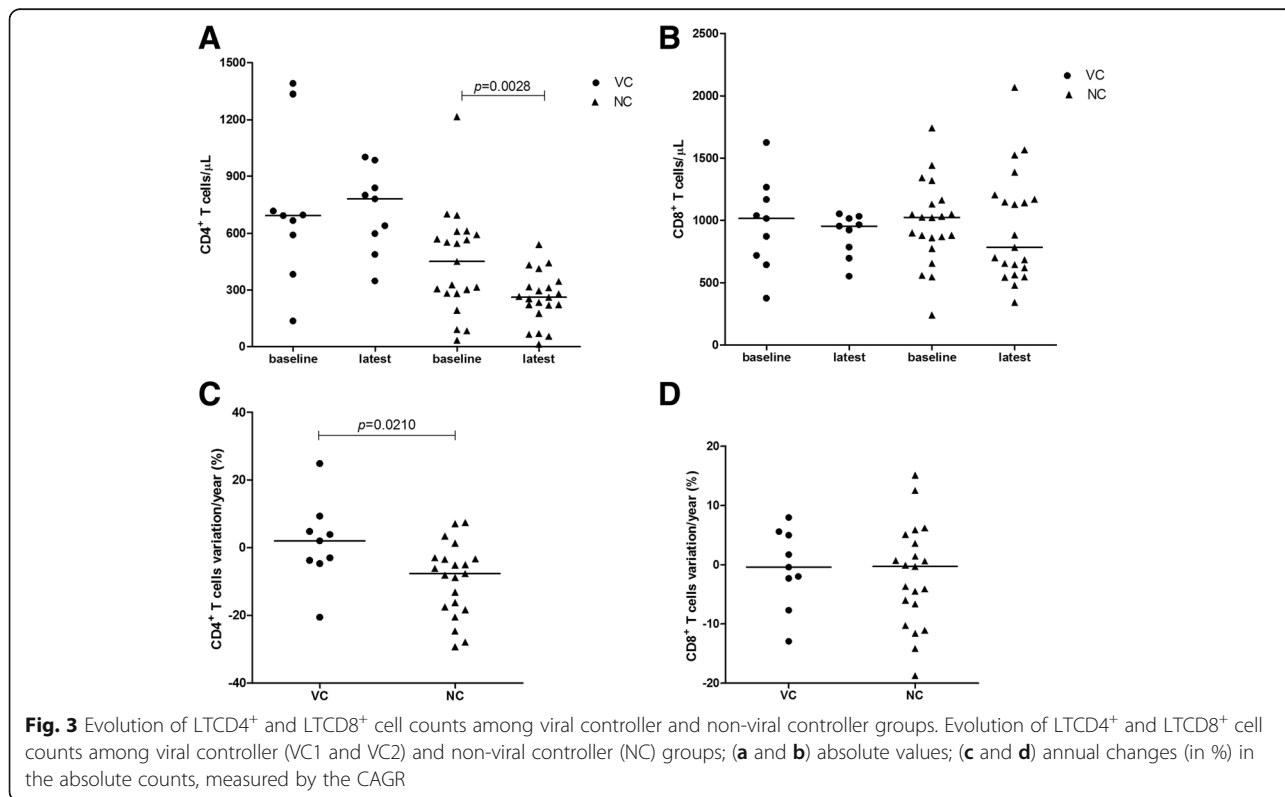 A
1500
1200
900
600
300
0
CD4+ T cells/μL
p=0.0028
VC
NC
baseline latest baseline latest
B
2500
2000
1500
1000
500
0
CD8+ T cells/μL
VC
NC
baseline latest baseline latest
C
40
20
0
-20
-40
CD4+ T cells variation/year (%)
p=0.0210
VC NC
D
20
10
0
-10
-20
CD8+ T cells variation/year (%)
VC NC
Fig. 3 Evolution of LTCD4+ and LTCD8+ cell counts among viral controller and non-viral controller groups. Evolution of LTCD4+ and LTCD8+ cell
counts among viral controller (VC1 and VC2) and non-viral controller (NC) groups; (a and b) absolute values; (c and d) annual changes (in %) in
the absolute counts, measured by the CAGR